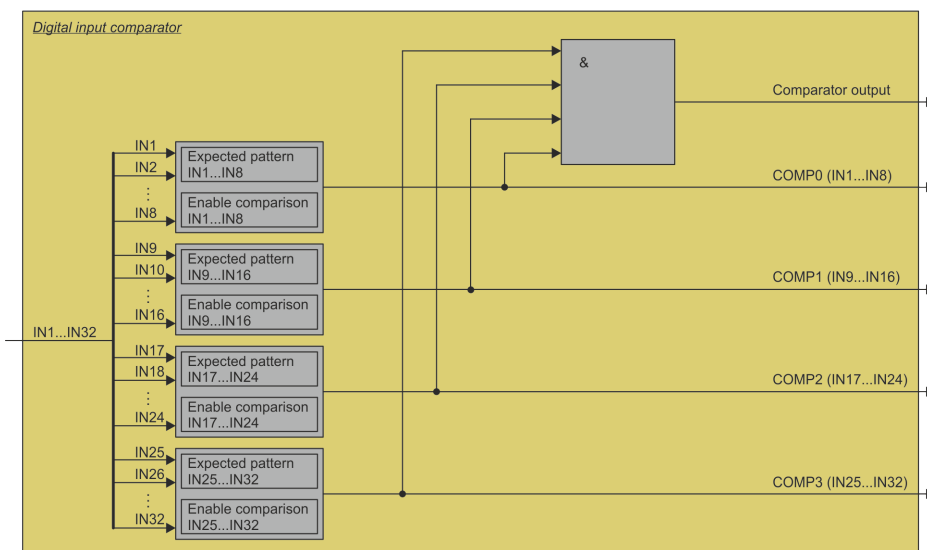 Digital input comparator
&
Comparator output
IN1
Expected pattern
IN1...IN8
IN2
COMP0 (IN1...IN8)
⋮
Enable comparison
IN1...IN8
IN8
IN9
Expected pattern
IN9...IN16
IN10
COMP1 (IN9...IN16)
⋮
Enable comparison
IN9...IN16
IN16
IN1...IN32
IN17
Expected pattern
IN17...IN24
IN18
COMP2 (IN17...IN24)
⋮
Enable comparison
IN17...IN24
IN24
IN25
Expected pattern
IN25...IN32
IN26
COMP3 (IN25...IN32)
⋮
Enable comparison
IN25...IN32
IN32